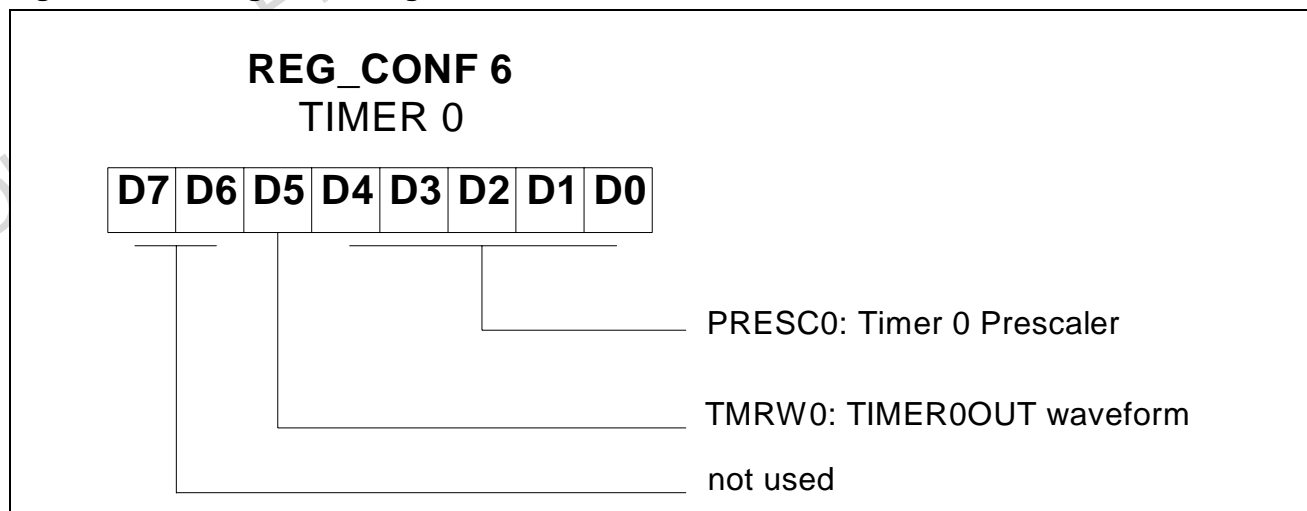 REG_CONF 6
TIMER 0
D7 D6 D5 D4 D3 D2 D1 D0
PRESC0: Timer 0 Prescaler
TMRW0: TIMER0OUT waveform
not used